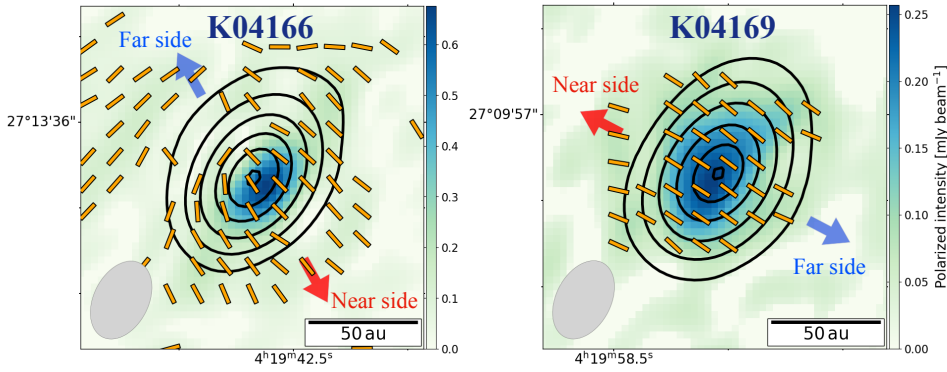 K04166
Far side
27°13'36"
Near side
50 au
4ʰ19ᵐ42.5ˢ
0.6
0.5
0.4
0.3
0.2
0.1
0.0
K04169
Near side
27°09'57"
Far side
50 au
4ʰ19ᵐ58.5ˢ
0.25
0.20
0.15
0.10
0.05
0.00
Polarized intensity [mJy beam⁻¹]